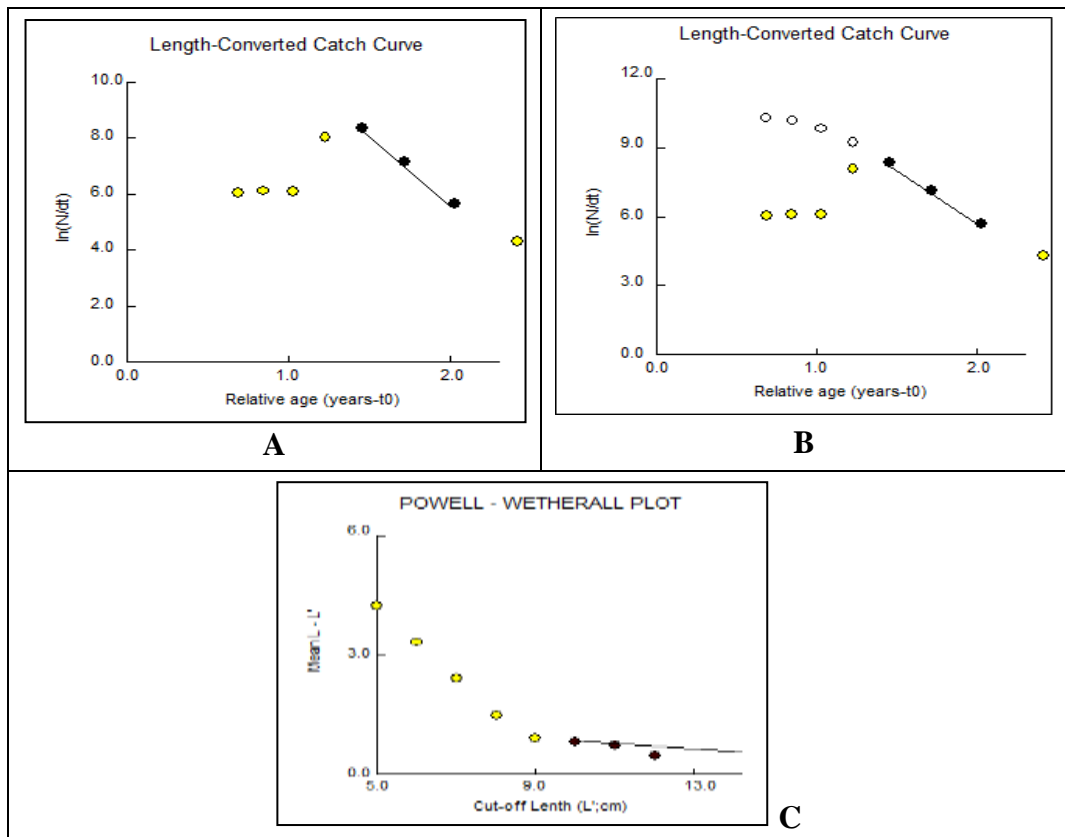 Length-Converted Catch Curve
10.0
8.0
6.0
4.0
2.0
0.0
ln(N/dt)
0.0 1.0 2.0
Relative age (years-t0)
A
Length-Converted Catch Curve
12.0
9.0
6.0
3.0
0.0
ln(N/dt)
0.0 1.0 2.0
Relative age (years-t0)
B
POWELL - WETHERALL PLOT
6.0
3.0
0.0
Mean L - L'
5.0 9.0 13.0
Cut-off Lenth (L';cm)
C